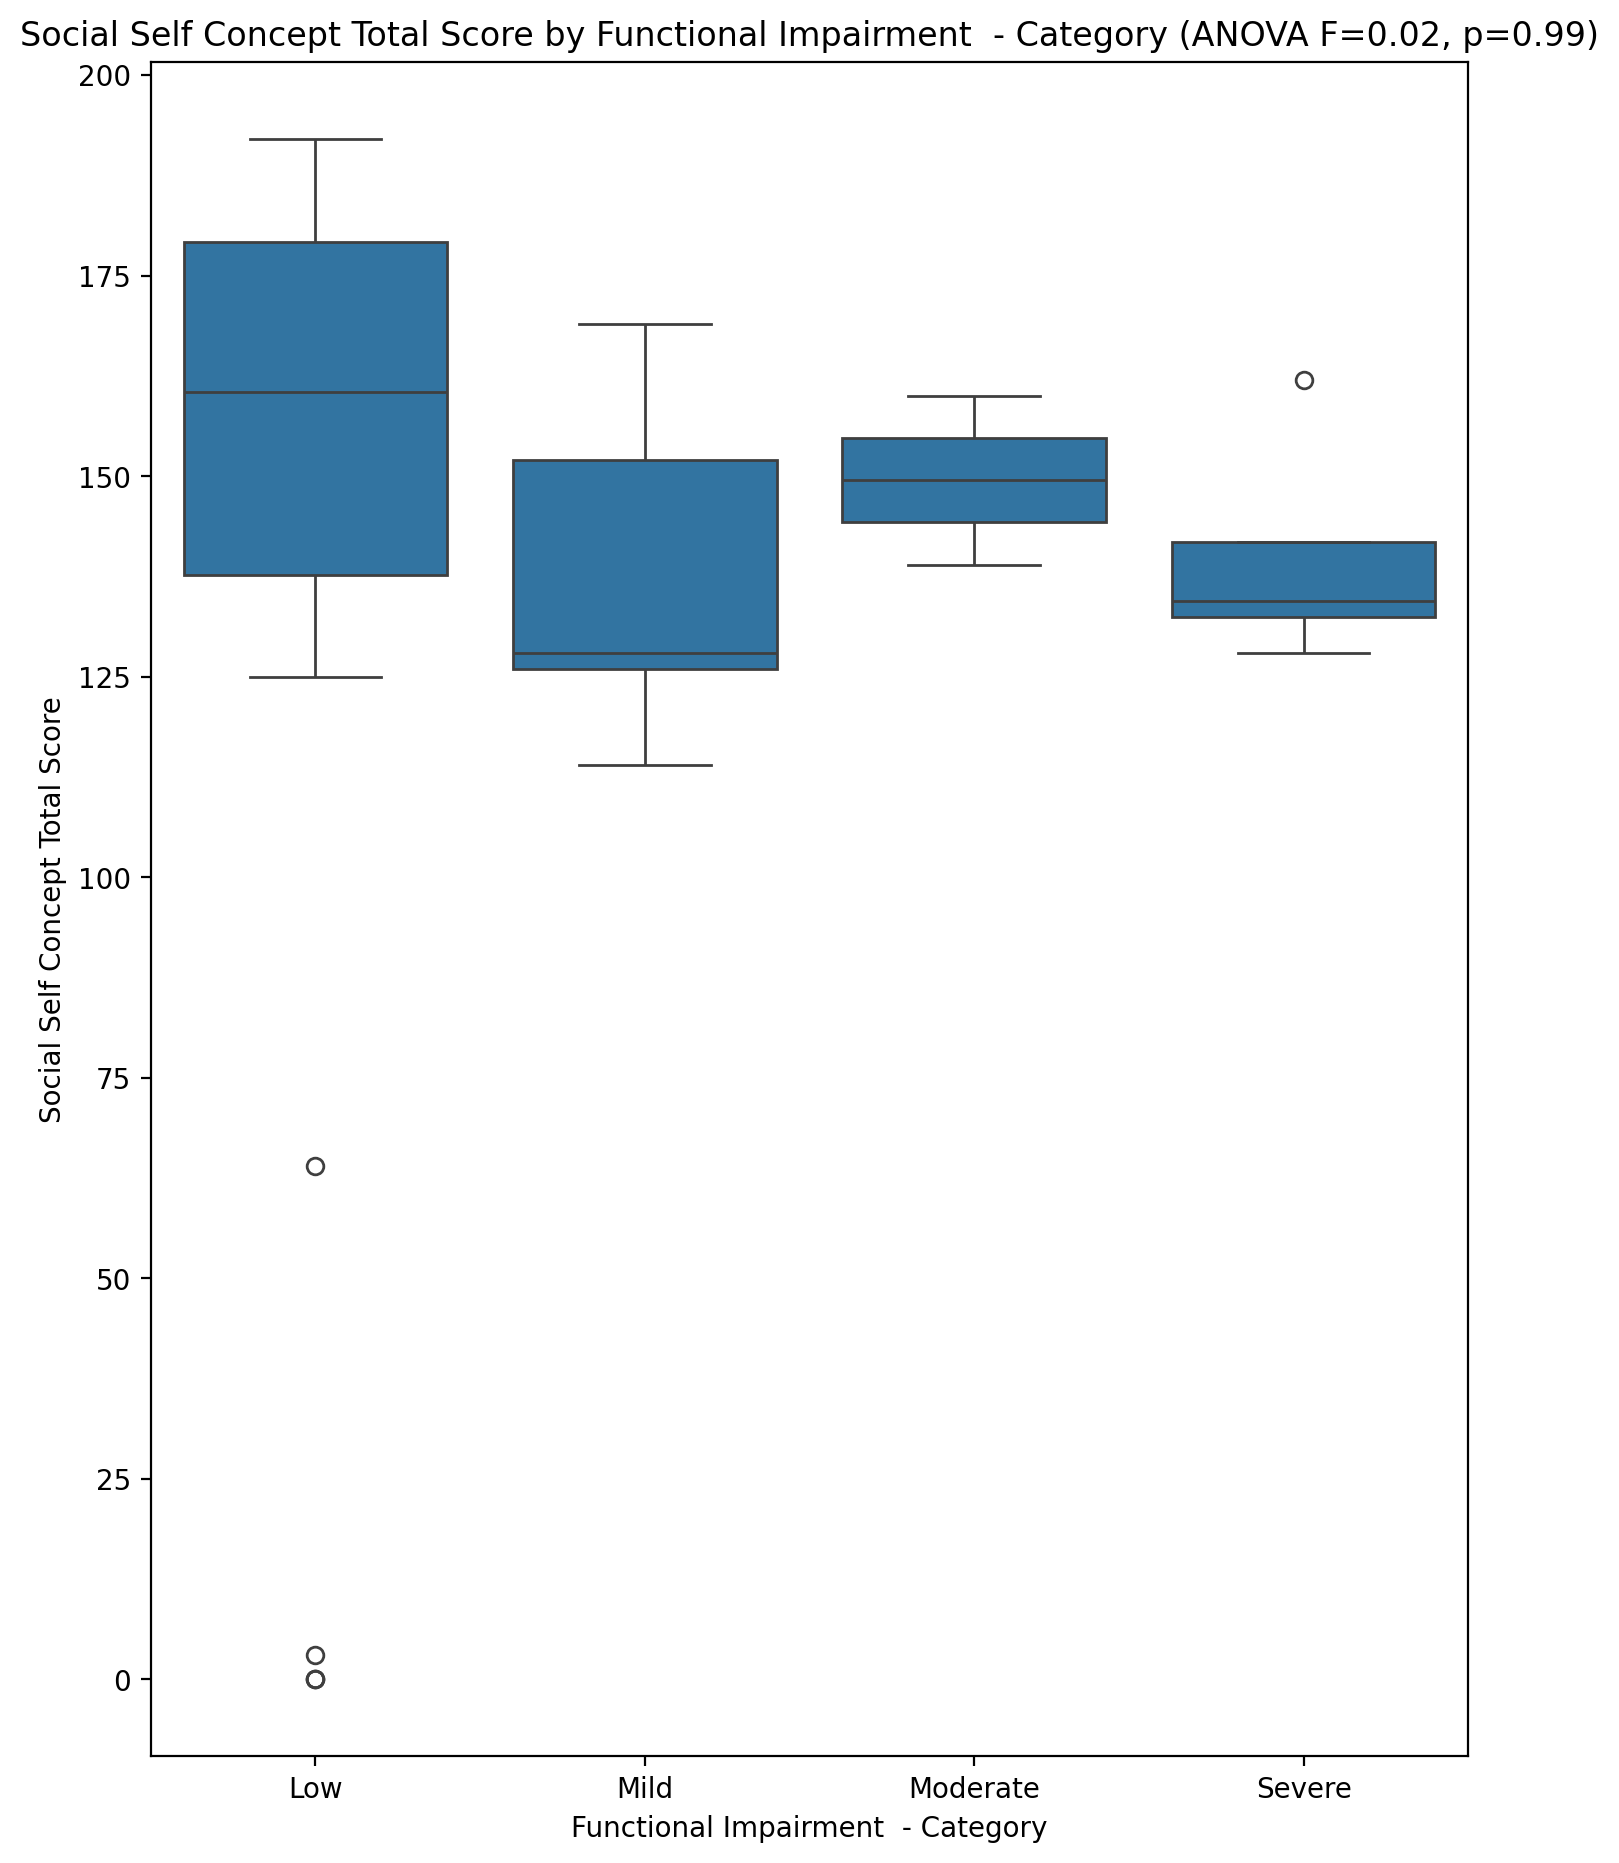 Social Self Concept Total Score by Functional Impairment  - Category (ANOVA F=0.02, p=0.99)
200
175
150
125
100
75
50
25
0
Social Self Concept Total Score
Low
Mild
Moderate
Severe
Functional Impairment  - Category